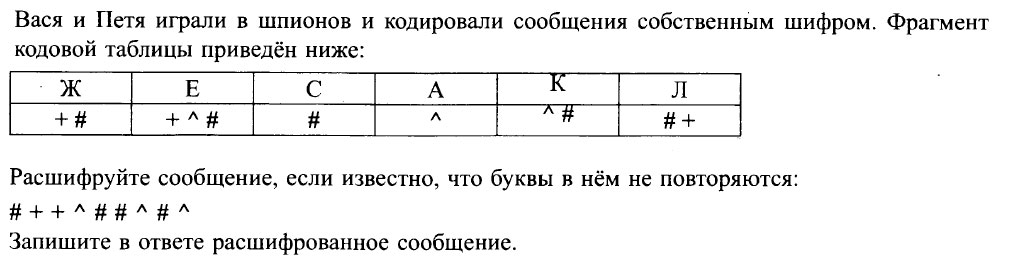 Вася и Петя играли в шпионов и кодировали сообщения собственным шифром. Фрагмент
кодовой таблицы приведён ниже:
Ж Е С А К Л
+ # + ^ # # ^ ^ # # +
Расшифруйте сообщение, если известно, что буквы в нём не повторяются:
# + + ^ # # ^ # ^
Запишите в ответе расшифрованное сообщение.